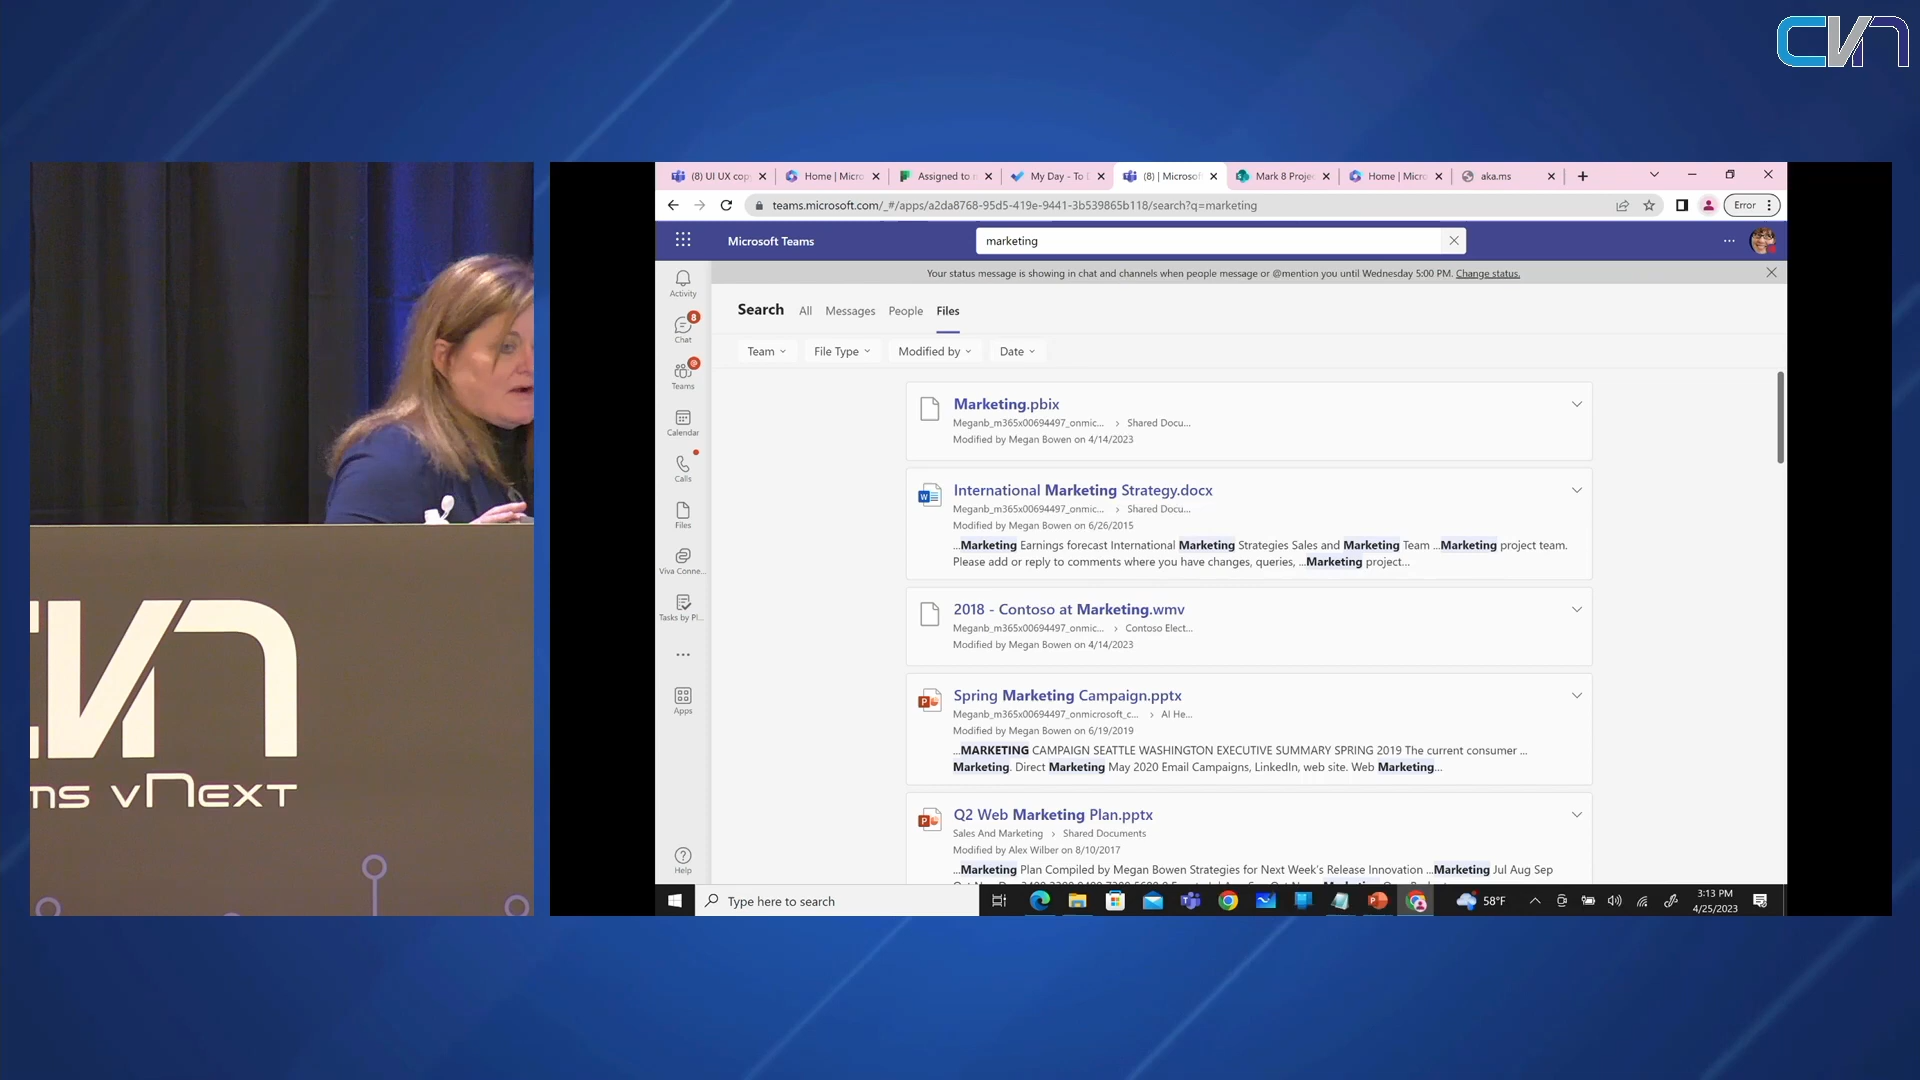 CVN
(8) UI UX cop
Home | Micro
Assigned to m
My Day - To D
(8) | Microsof
Mark 8 Projec
Home | Micro
aka.ms
teams.microsoft.com/_#/apps/a2da8768-95d5-419e-9441-3b539865b118/search?q=marketing
Error
Microsoft Teams
marketing
Your status message is showing in chat and channels when people message or @mention you until Wednesday 5:00 PM. Change status.
Activity
8
Chat
Teams
Calendar
Calls
Files
Viva Conne...
Tasks by Pl...
Apps
Help
Search All Messages People Files
Team File Type Modified by Date
Marketing.pbix
Meganb_m365x00694497_onmic... > Shared Docu...
Modified by Megan Bowen on 4/14/2023
International Marketing Strategy.docx
Meganb_m365x00694497_onmic... > Shared Docu...
Modified by Megan Bowen on 6/26/2015
...Marketing Earnings forecast International Marketing Strategies Sales and Marketing Team ...Marketing project team.
Please add or reply to comments where you have changes, queries, ...Marketing project...
2018 - Contoso at Marketing.wmv
Meganb_m365x00694497_onmic... > Contoso Elect...
Modified by Megan Bowen on 4/14/2023
Spring Marketing Campaign.pptx
Meganb_m365x00694497_onmicrosoft_c... > AI He...
Modified by Megan Bowen on 6/19/2019
...MARKETING CAMPAIGN SEATTLE WASHINGTON EXECUTIVE SUMMARY SPRING 2019 The current consumer ...
Marketing. Direct Marketing May 2020 Email Campaigns, LinkedIn, web site. Web Marketing...
Q2 Web Marketing Plan.pptx
Sales And Marketing > Shared Documents
Modified by Alex Wilber on 8/10/2017
...Marketing Plan Compiled by Megan Bowen Strategies for Next Week's Release Innovation ...Marketing Jul Aug Sep
Type here to search
58°F
3:13 PM
4/25/2023
CVN
ms vNext